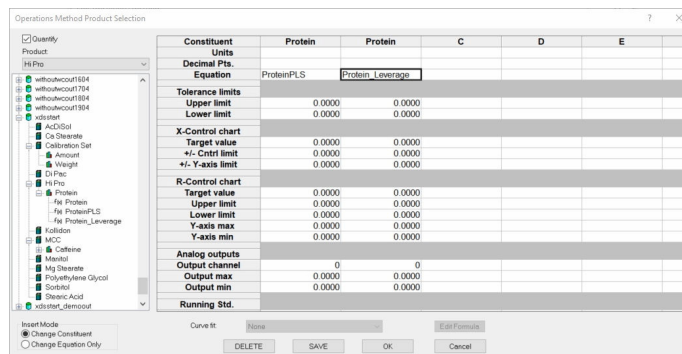 Operations Method Product Selection ? X
Quantify
Product:
Hi Pro
withoutwcout1604
withoutwcout1704
withoutwcout1804
withoutwcout1904
xdsstart
AcDiSol
Ca Stearate
Calibration Set
Amount
Weight
Di Pac
Hi Pro
Protein
f(x) Protein
f(x) ProteinPLS
f(x) Protein_Leverage
Kollidon
MCC
Caffeine
Manitol
Mg Stearate
Polyethylene Glycol
Sorbitol
Stearic Acid
xdsstart_demoout
Insert Mode
Change Constituent
Change Equation Only
Constituent Protein Protein C D E
Units
Decimal Pts.
Equation ProteinPLS Protein_Leverage
Tolerance limits
Upper limit 0.0000 0.0000
Lower limit 0.0000 0.0000
X-Control chart
Target value 0.0000 0.0000
+/- Cntrl limit 0.0000 0.0000
+/- Y-axis limit 0.0000 0.0000
R-Control chart
Target value 0.0000 0.0000
Upper limit 0.0000 0.0000
Lower limit 0.0000 0.0000
Y-axis max 0.0000 0.0000
Y-axis min 0.0000 0.0000
Analog outputs
Output channel 0 0
Output max 0.0000 0.0000
Output min 0.0000 0.0000
Running Std.
Curve fit: None Edit Formula
DELETE SAVE OK Cancel